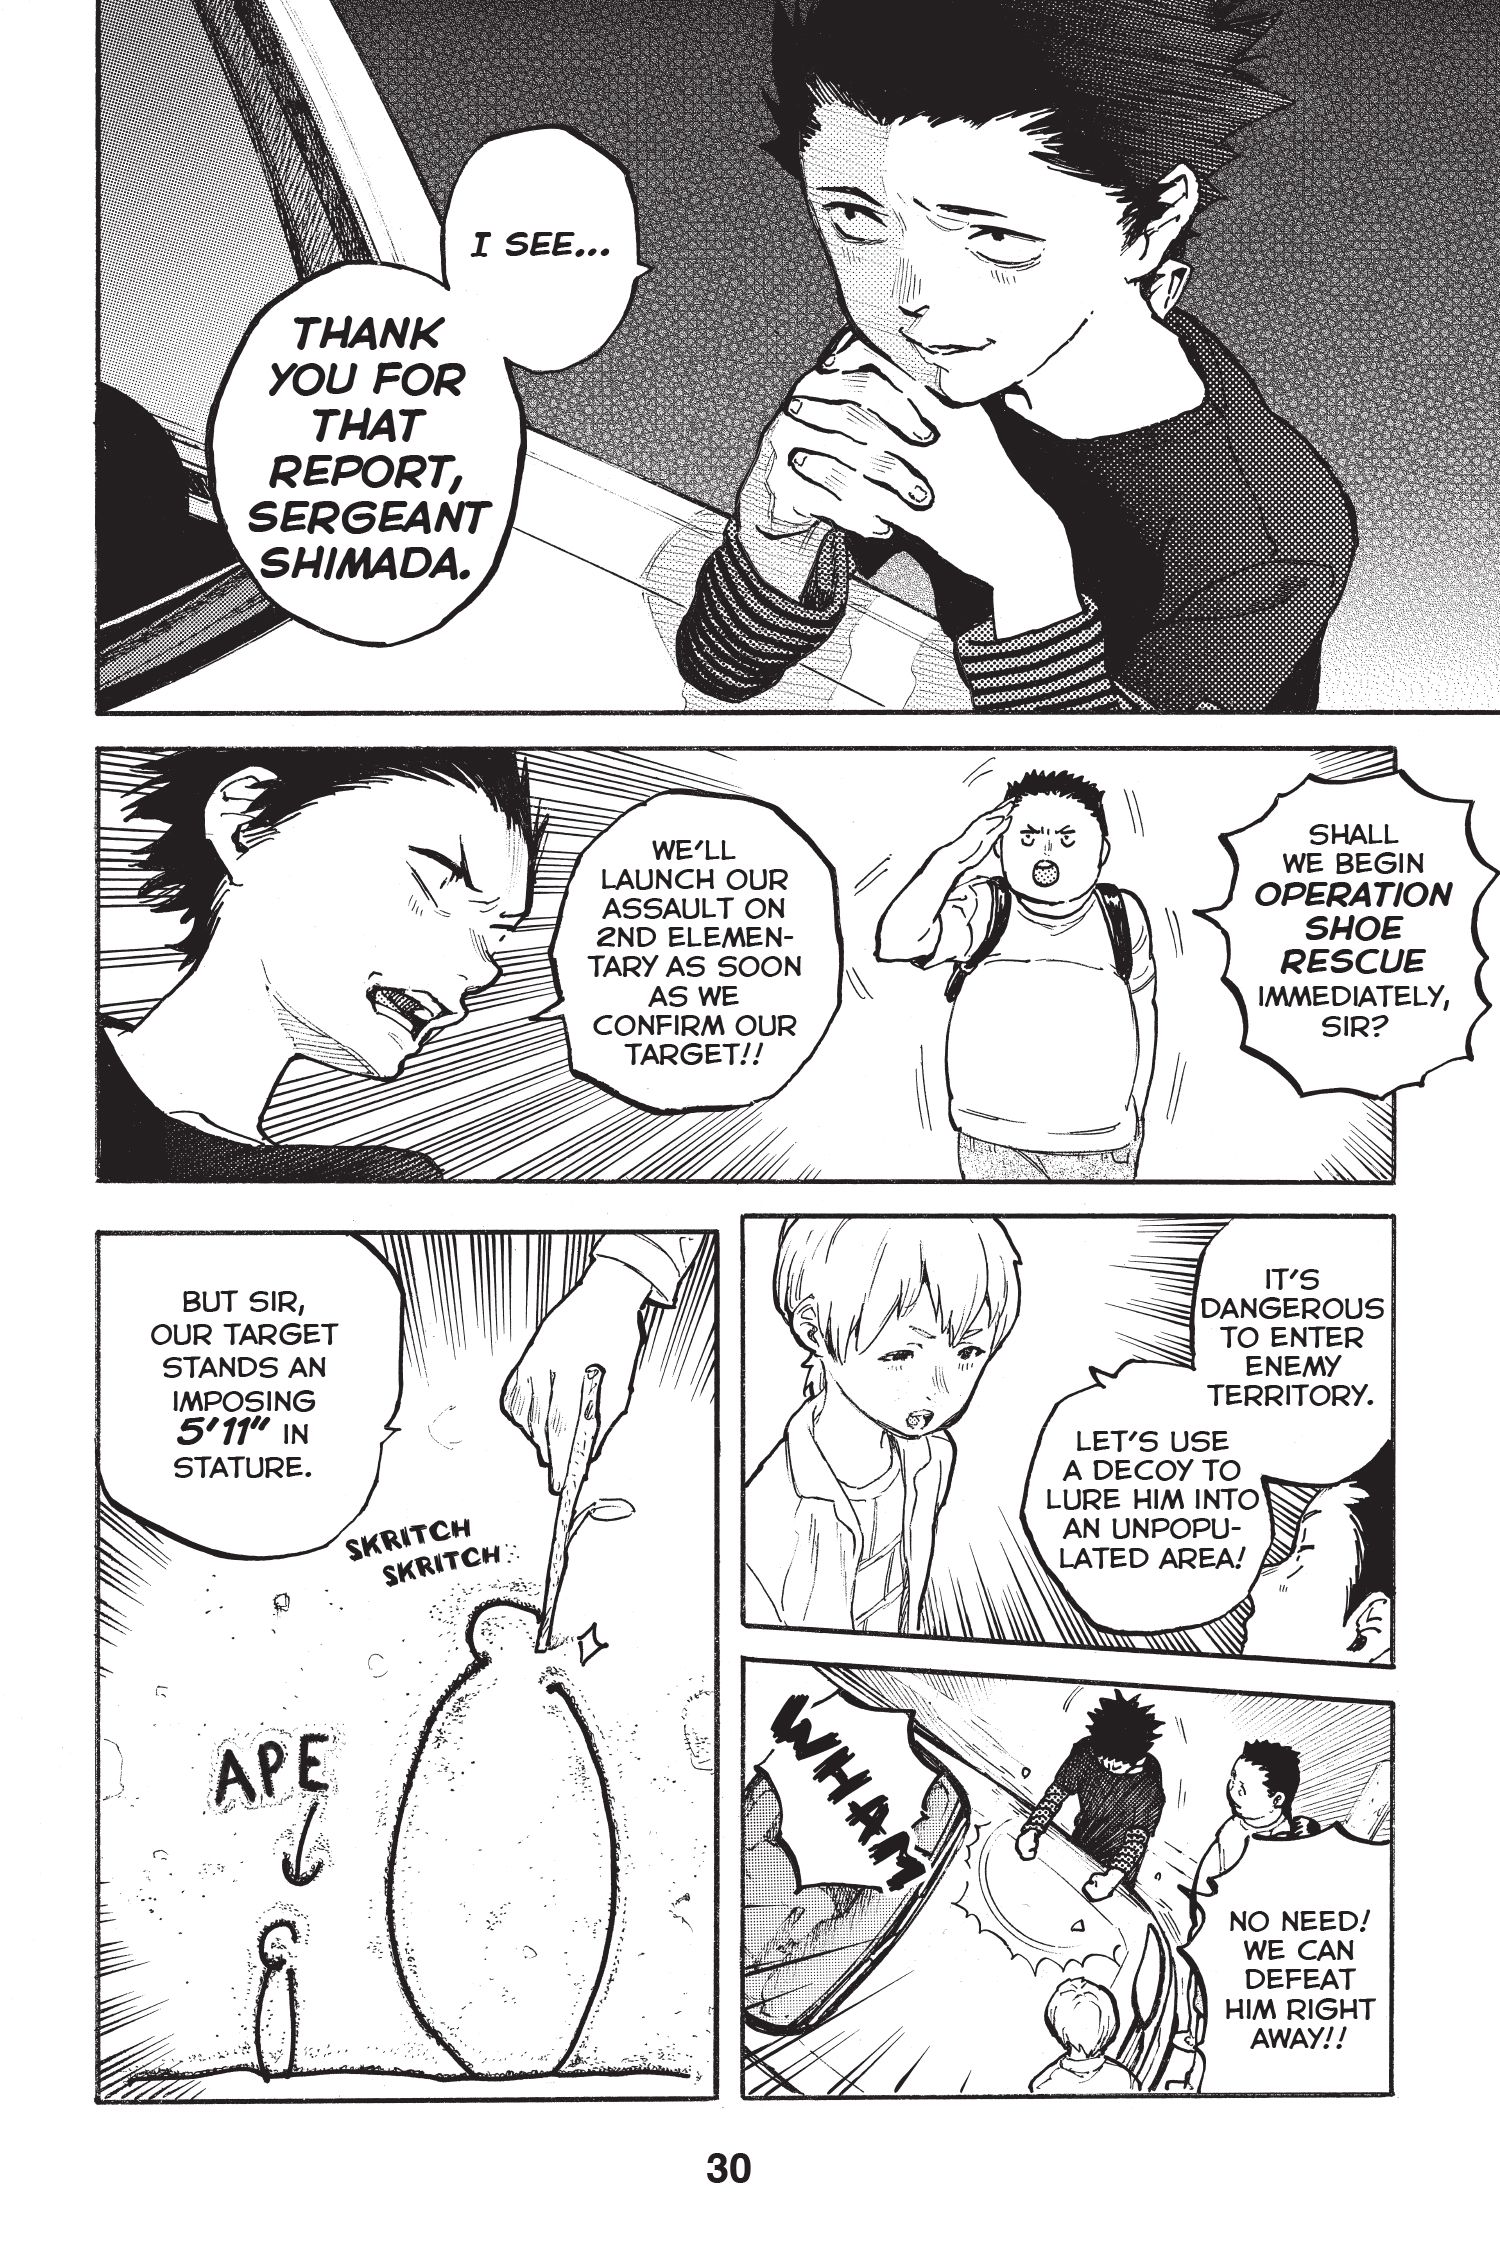 I SEE...
THANK
YOU FOR
THAT
REPORT,
SERGEANT
SHIMADA.
SHALL
WE BEGIN
OPERATION
SHOE
RESCUE
IMMEDIATELY,
SIR?
WE'LL
LAUNCH OUR
ASSAULT ON
2ND ELEMEN-
TARY AS SOON
AS WE
CONFIRM OUR
TARGET!!
IT'S
DANGEROUS
TO ENTER
ENEMY
TERRITORY.
LET'S USE
A DECOY TO
LURE HIM INTO
AN UNPOPU-
LATED AREA!
NO NEED!
WE CAN
DEFEAT
HIM RIGHT
AWAY!!
WHAM
BUT SIR,
OUR TARGET
STANDS AN
IMPOSING
5'11" IN
STATURE.
SKRITCH
SKRITCH
APE
30